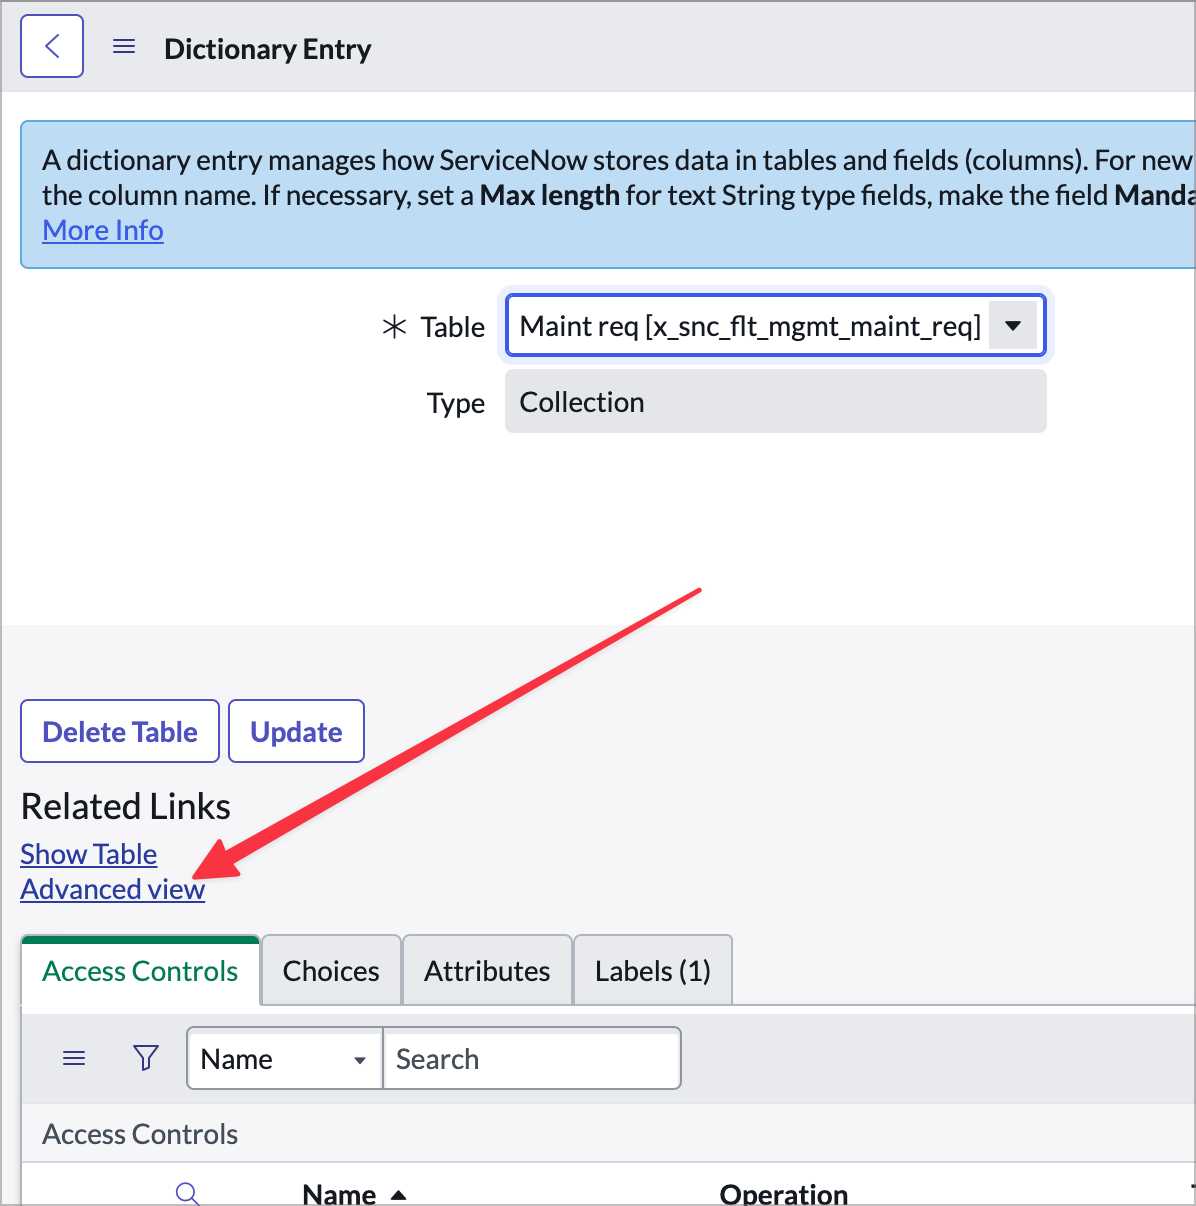 Dictionary Entry
A dictionary entry manages how ServiceNow stores data in tables and fields (columns). For new
the column name. If necessary, set a Max length for text String type fields, make the field Manda
More Info
Table
Maint req [x_snc_flt_mgmt_maint_req]
Type
Collection
Delete Table
Update
Related Links
Show Table
Advanced view
Access Controls
Choices
Attributes
Labels (1)
Name
Search
Access Controls
Name
Operation